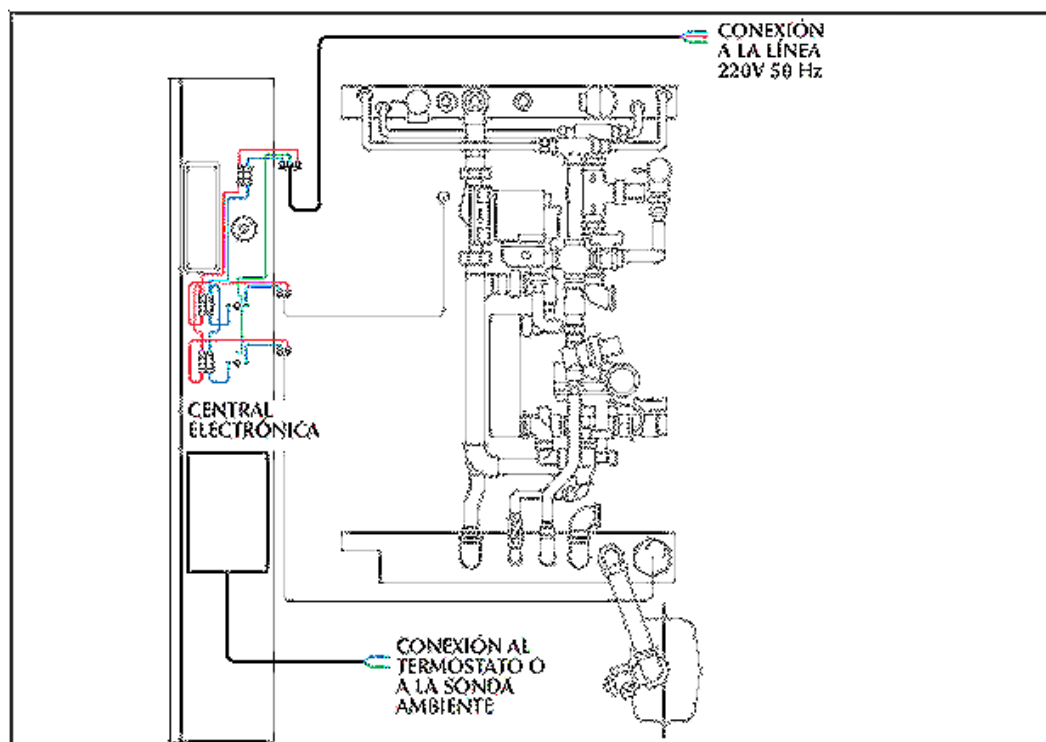 CONEXIÓN
A LA LÍNEA
220V 50 Hz
CENTRAL
ELECTRÓNICA
CONEXIÓN AL
TERMOSTATO O
A LA SONDA
AMBIENTE